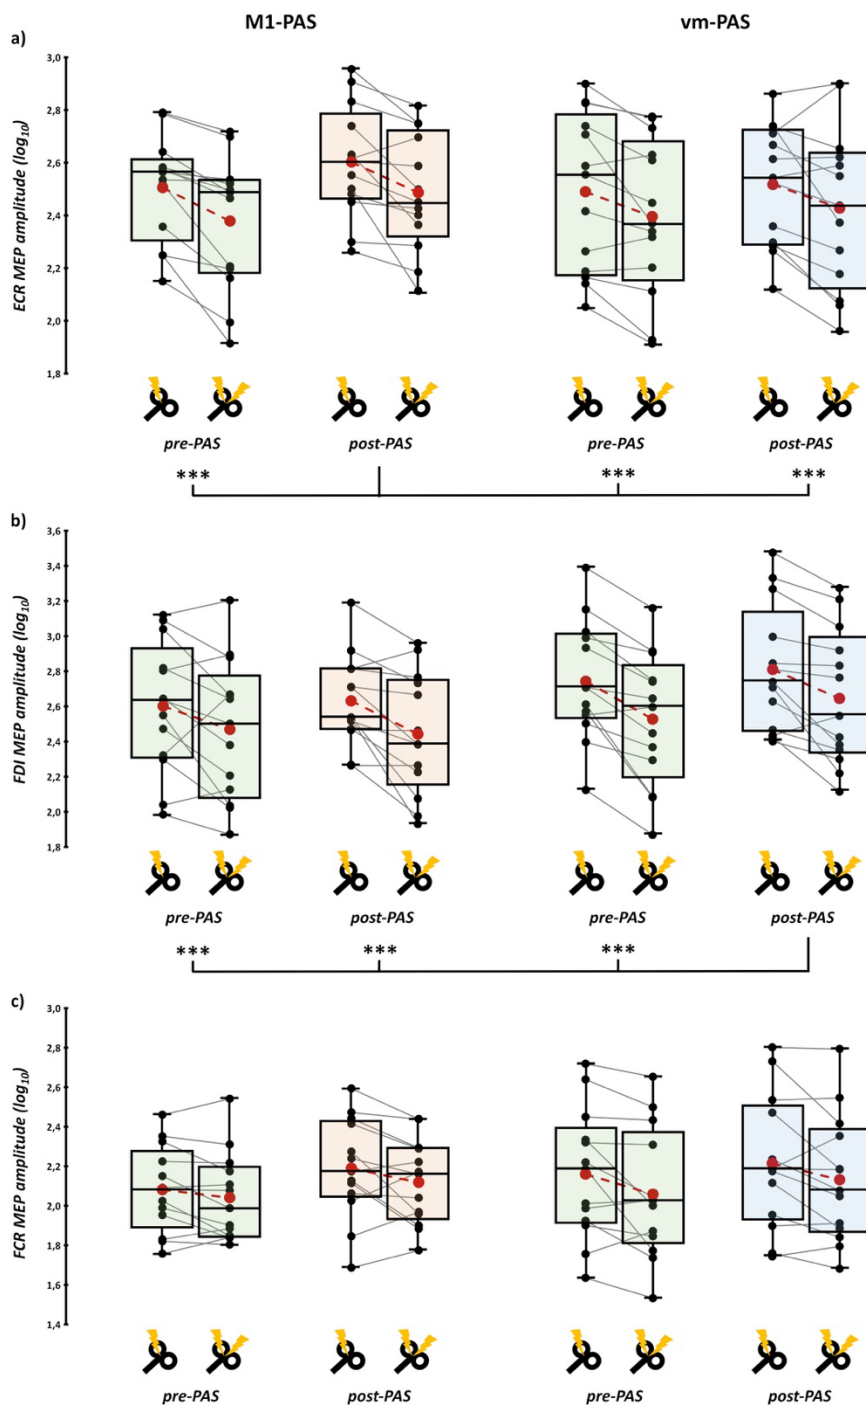 M1-PAS vm-PAS
a)
ECR MEP amplitude (log10)
3,0
2,8
2,6
2,4
2,2
2,0
1,8
pre-PAS post-PAS pre-PAS post-PAS
*** *** ***
b)
FDI MEP amplitude (log10)
3,6
3,4
3,2
3,0
2,8
2,6
2,4
2,2
2,0
1,8
pre-PAS post-PAS pre-PAS post-PAS
*** *** ***
c)
FCR MEP amplitude (log10)
3,0
2,8
2,6
2,4
2,2
2,0
1,8
1,6
1,4
pre-PAS post-PAS pre-PAS post-PAS